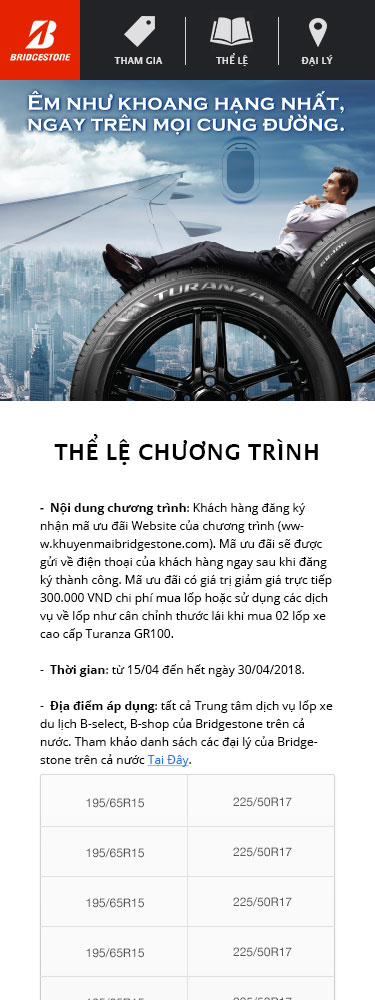 BRIDGESTONE
THAM GIA
THỂ LỆ
ĐẠI LÝ
ÊM NHƯ KHOANG HẠNG NHẤT,
NGAY TRÊN MỌI CUNG ĐƯỜNG.
TURANZA
THỂ LỆ CHƯƠNG TRÌNH
- Nội dung chương trình: Khách hàng đăng ký
nhận mã ưu đãi Website của chương trình (ww-
w.khuyenmaibridgestone.com). Mã ưu đãi sẽ được
gửi về điện thoại của khách hàng ngay sau khi đăng
ký thành công. Mã ưu đãi có giá trị giảm giá trực tiếp
300.000 VND chi phí mua lốp hoặc sử dụng các dịch
vụ về lốp như cân chỉnh thước lái khi mua 02 lốp xe
cao cấp Turanza GR100.
- Thời gian: từ 15/04 đến hết ngày 30/04/2018.
- Địa điểm áp dụng: tất cả Trung tâm dịch vụ lốp xe
du lịch B-select, B-shop của Bridgestone trên cả
nước. Tham khảo danh sách các đại lý của Bridge-
stone trên cả nước Tại Đây.
195/65R15 225/50R17
195/65R15 225/50R17
195/65R15 225/50R17
195/65R15 225/50R17